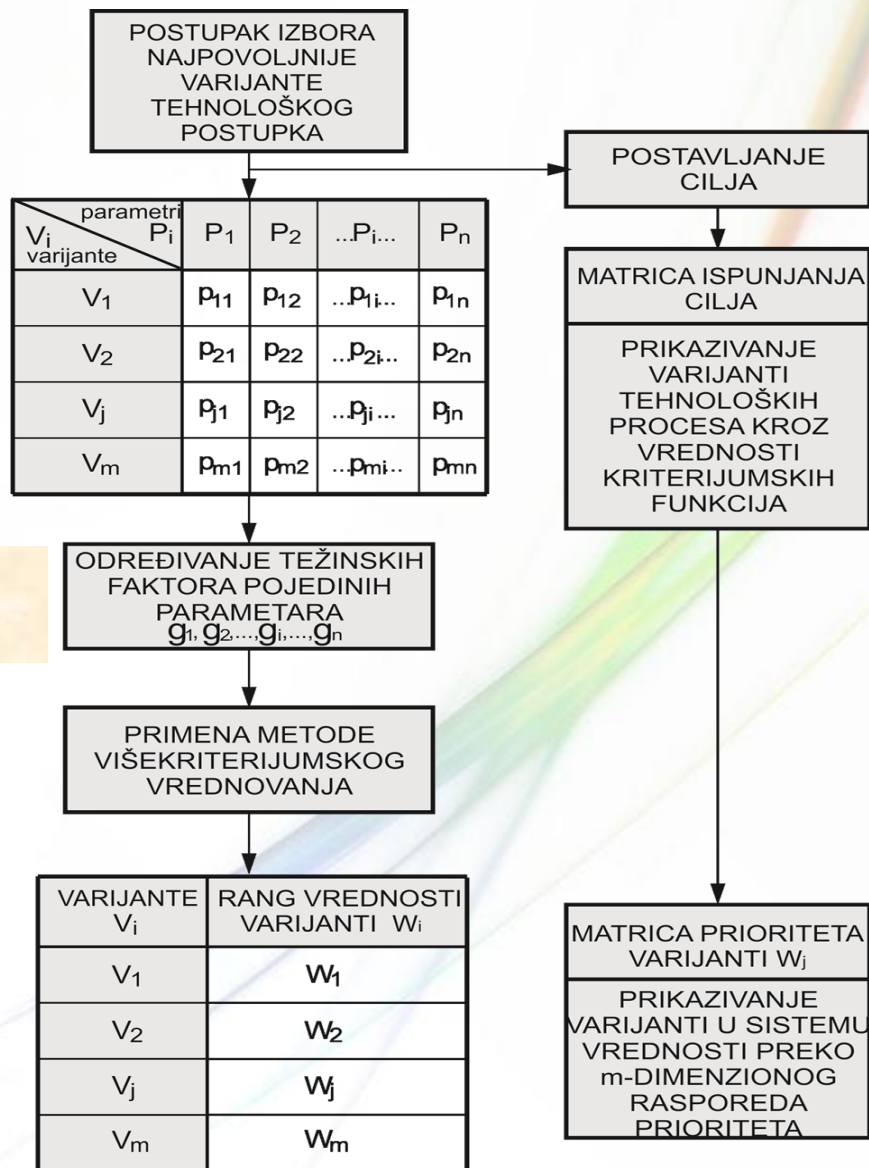 POSTUPAK IZBORA
NAJPOVOLJNIJE
VARIJANTE
TEHNOLOŠKOG
POSTUPKA
POSTAVLJANJE
CILJA
parametri
Vi Pi P1 P2 ...Pi... Pn
varijante
V1 p11 p12 ...p1i... p1n
V2 p21 p22 ...p2i... p2n
Vj pj1 pj2 ...pji... pjn
Vm pm1 pm2 ...pmi... pmn
MATRICA ISPUNJANJA
CILJA
PRIKAZIVANJE
VARIJANTI
TEHNOLOŠKIH
PROCESA KROZ
VREDNOSTI
KRITERIJUMSKIH
FUNKCIJA
ODREĐIVANJE TEŽINSKIH
FAKTORA POJEDINIH
PARAMETARA
g1, g2,...,gi,...,gn
PRIMENA METODE
VIŠEKRITERIJUMSKOG
VREDNOVANJA
VARIJANTE RANG VREDNOSTI
Vi VARIJANTI Wi
V1 W1
V2 W2
Vj Wj
Vm Wm
MATRICA PRIORITETA
VARIJANTI Wj
PRIKAZIVANJE
VARIJANTI U SISTEMU
VREDNOSTI PREKO
m-DIMENZIONOG
RASPOREDA
PRIORITETA